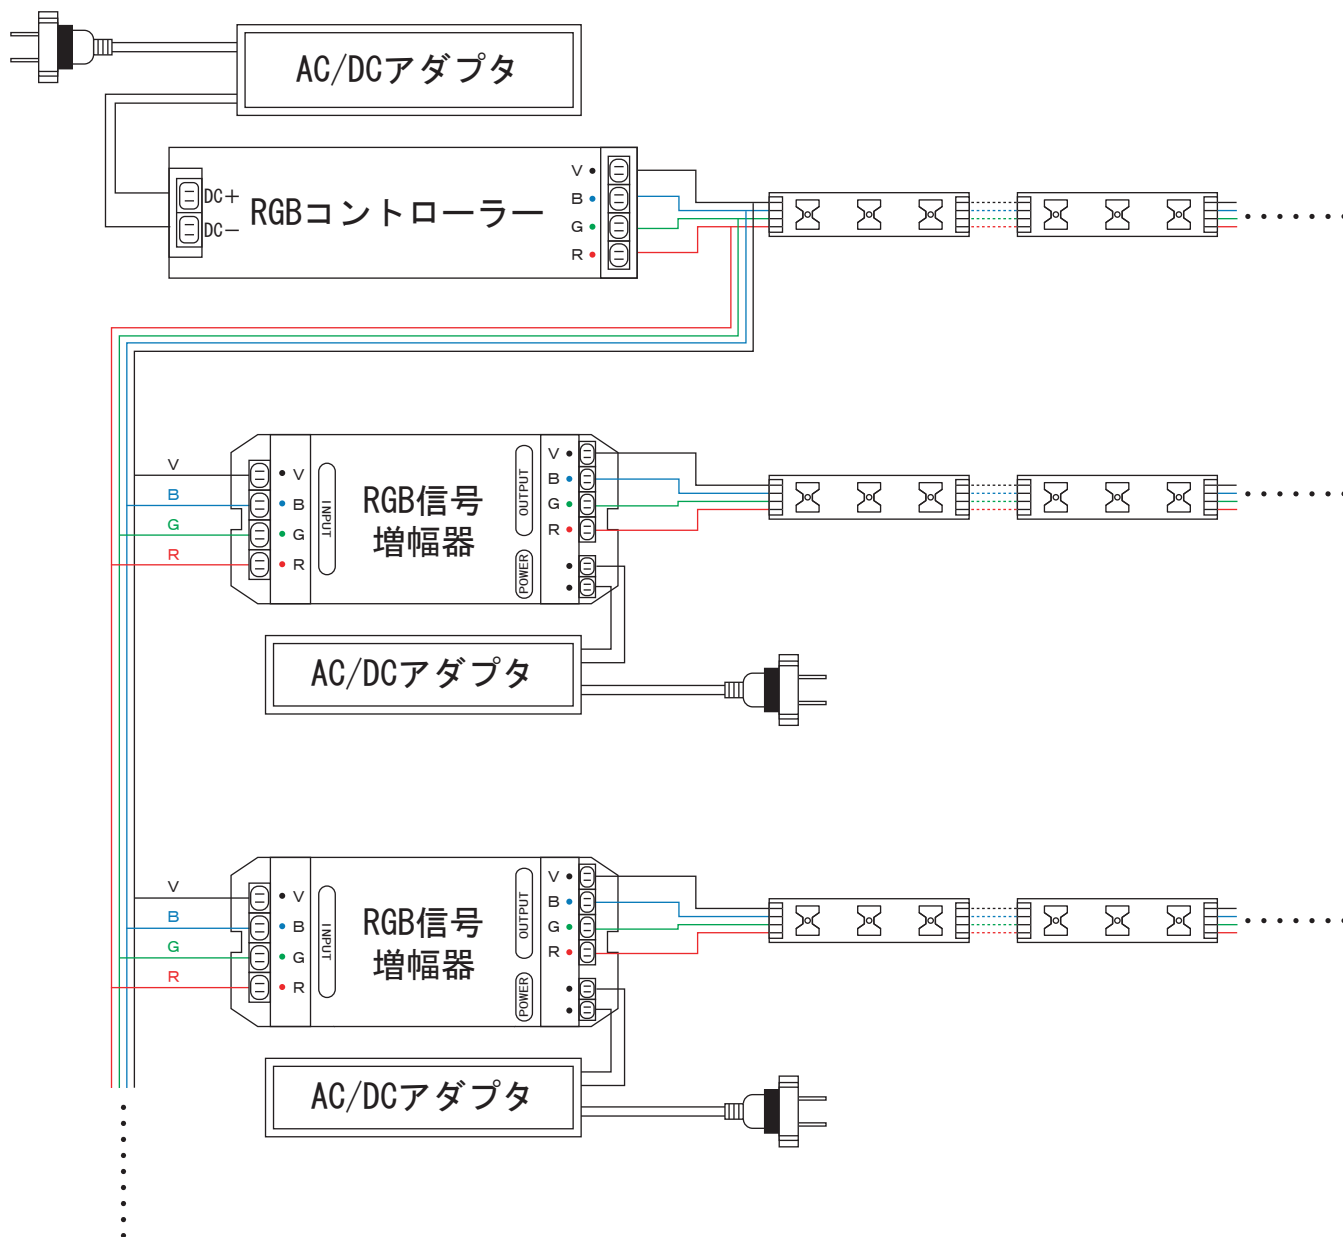 AC/DCアダプタ
DC+
DC−
RGBコントローラー
V
B
G
R
V
B
G
R
V
B
G
R
INPUT
RGB信号
増幅器
OUTPUT
POWER
V
B
G
R
AC/DCアダプタ
V
B
G
R
V
B
G
R
INPUT
RGB信号
増幅器
OUTPUT
POWER
V
B
G
R
AC/DCアダプタ